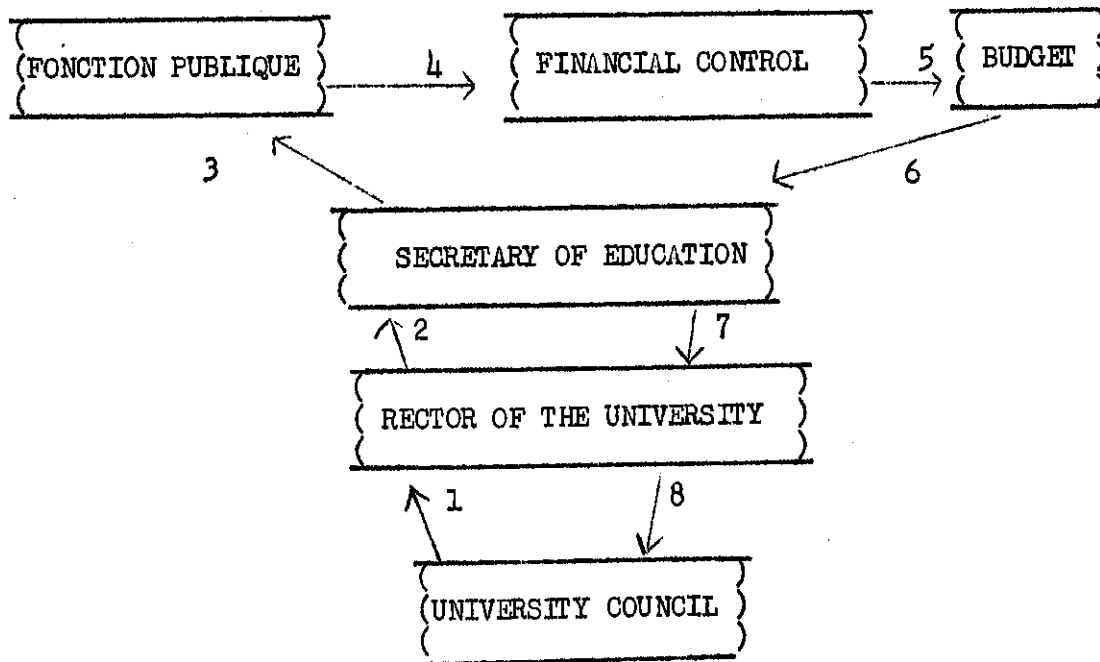 FONCTION PUBLIQUE 4 FINANCIAL CONTROL 5 BUDGET
3 6
SECRETARY OF EDUCATION
2 7
RECTOR OF THE UNIVERSITY
1 8
UNIVERSITY COUNCIL